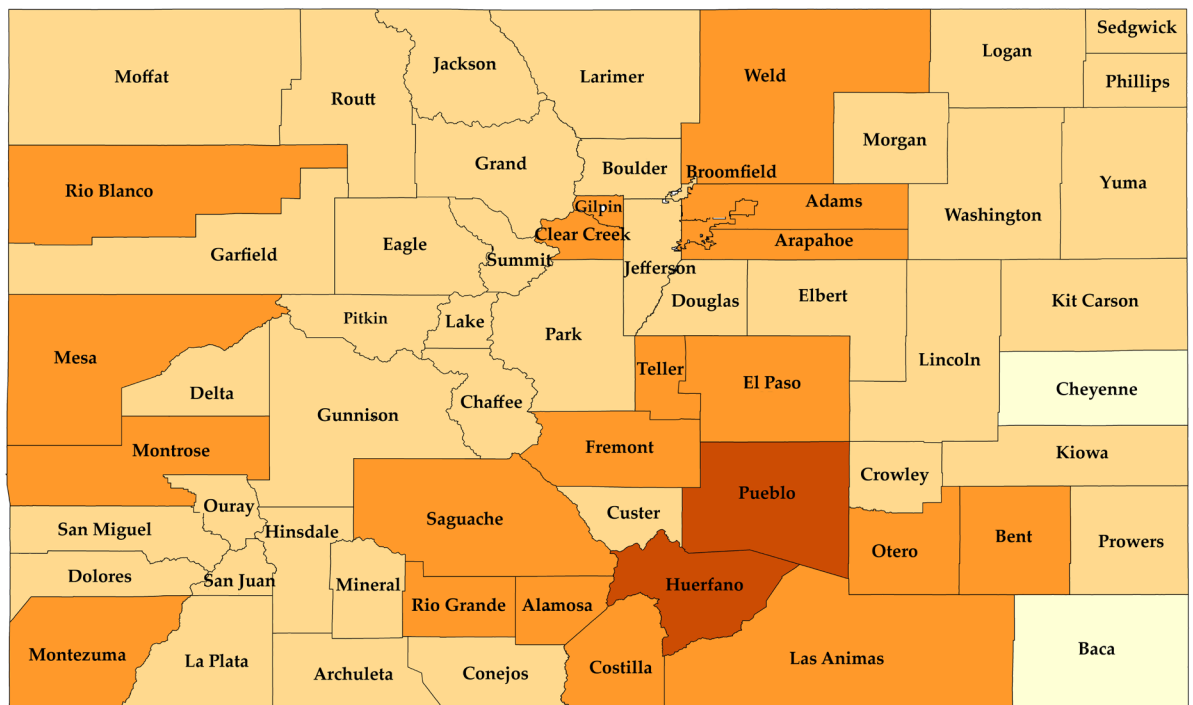 Sedgwick
Logan
Jackson
Moffat
Larimer
Weld
Phillips
Routt
Morgan
Grand
Boulder
Broomfield
Yuma
Rio Blanco
Gilpin
Adams
Washington
Clear Creek
Arapahoe
Eagle
Garfield
Summit
Jefferson
Elbert
Douglas
Kit Carson
Pitkin
Lake
Park
Mesa
Lincoln
Teller
El Paso
Cheyenne
Delta
Chaffee
Gunnison
Fremont
Montrose
Kiowa
Crowley
Pueblo
Ouray
Custer
Saguache
San Miguel
Hinsdale
Bent
Prowers
Otero
Dolores
San Juan
Mineral
Huerfano
Rio Grande
Alamosa
Baca
Montezuma
La Plata
Las Animas
Costilla
Archuleta
Conejos